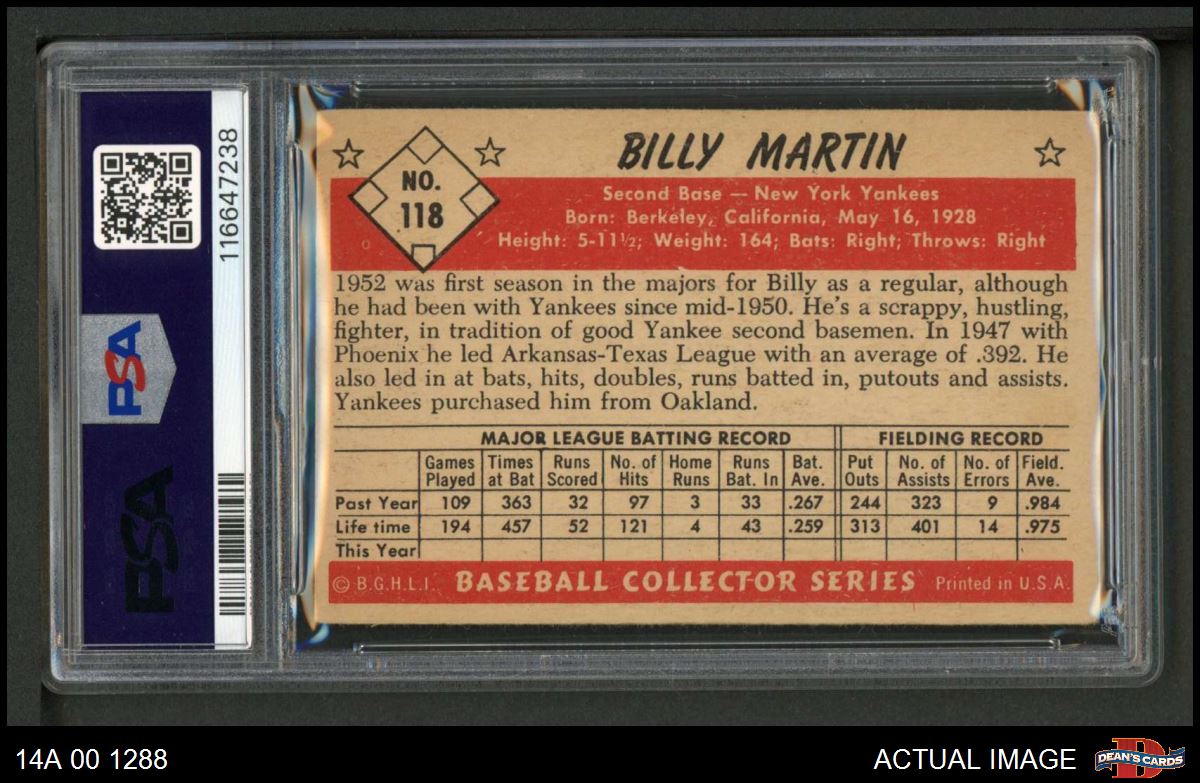 116647238
PSA
PSA
NO.
118
BILLY MARTIN
Second Base — New York Yankees
Born: Berkeley, California, May 16, 1928
Height: 5-11½; Weight: 164; Bats: Right; Throws: Right
1952 was first season in the majors for Billy as a regular, although
he had been with Yankees since mid-1950. He's a scrappy, hustling,
fighter, in tradition of good Yankee second basemen. In 1947 with
Phoenix he led Arkansas-Texas League with an average of .392. He
also led in at bats, hits, doubles, runs batted in, putouts and assists.
Yankees purchased him from Oakland.
MAJOR LEAGUE BATTING RECORD FIELDING RECORD
Games Times Runs No. of Home Runs Bat. Put No. of No. of Field.
Played at Bat Scored Hits Runs Bat. In Ave. Outs Assists Errors Ave.
Past Year 109 363 32 97 3 33 .267 244 323 9 .984
Life time 194 457 52 121 4 43 .259 313 401 14 .975
This Year
© B.G.H.L.I. BASEBALL COLLECTOR SERIES Printed in U.S.A.
14A 00 1288
ACTUAL IMAGE
DEAN'S CARDS